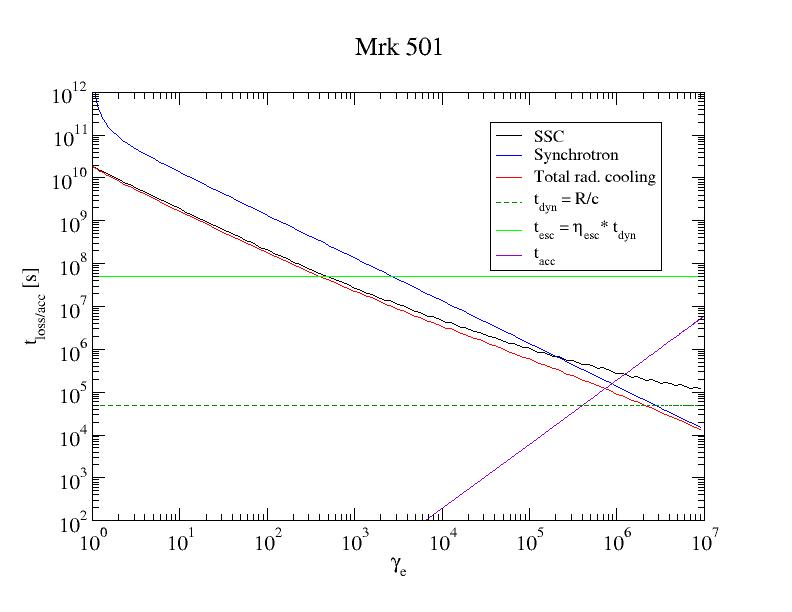 Mrk 501
10^12
10^11
10^10
10^9
10^8
10^7
10^6
10^5
10^4
10^3
10^2
t_loss/acc [s]
SSC
Synchrotron
Total rad. cooling
t_dyn = R/c
t_esc = η_esc* t_dyn
t_acc
10^0 10^1 10^2 10^3 10^4 10^5 10^6 10^7
γ_e